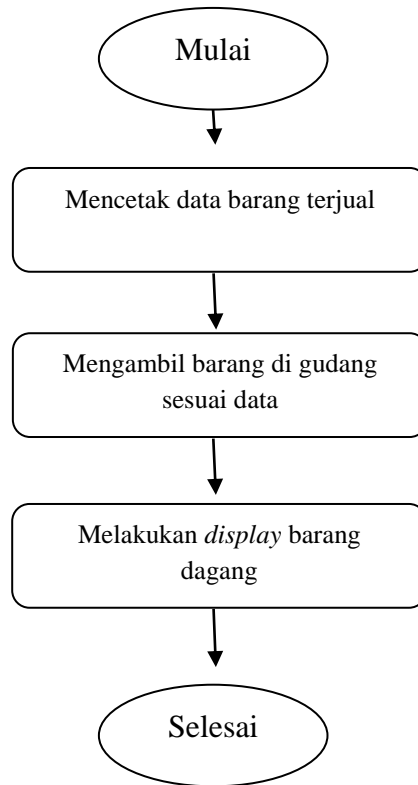 Mulai
Mencetak data barang terjual
Mengambil barang di gudang
sesuai data
Melakukan display barang
dagang
Selesai